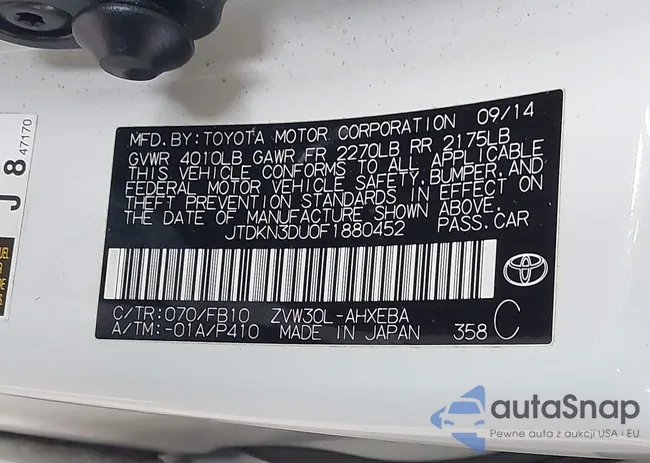 MFD. BY: TOYOTA MOTOR CORPORATION 09/14
GVWR 4010LB GAWR FR 2270LB RR 2175LB
THIS VEHICLE CONFORMS TO ALL APPLICABLE
FEDERAL MOTOR VEHICLE SAFETY, BUMPER, AND
THEFT PREVENTION STANDARDS IN EFFECT ON
THE DATE OF MANUFACTURE SHOWN ABOVE.
JTDKN3DU0F1880452 PASS. CAR
C/TR: 070/FB10 ZVW30L-AHXEBA
A/TM: -01A/P410 MADE IN JAPAN 358 C
J 8 47170
autaSnap
Pewne auta z aukcji USA i EU